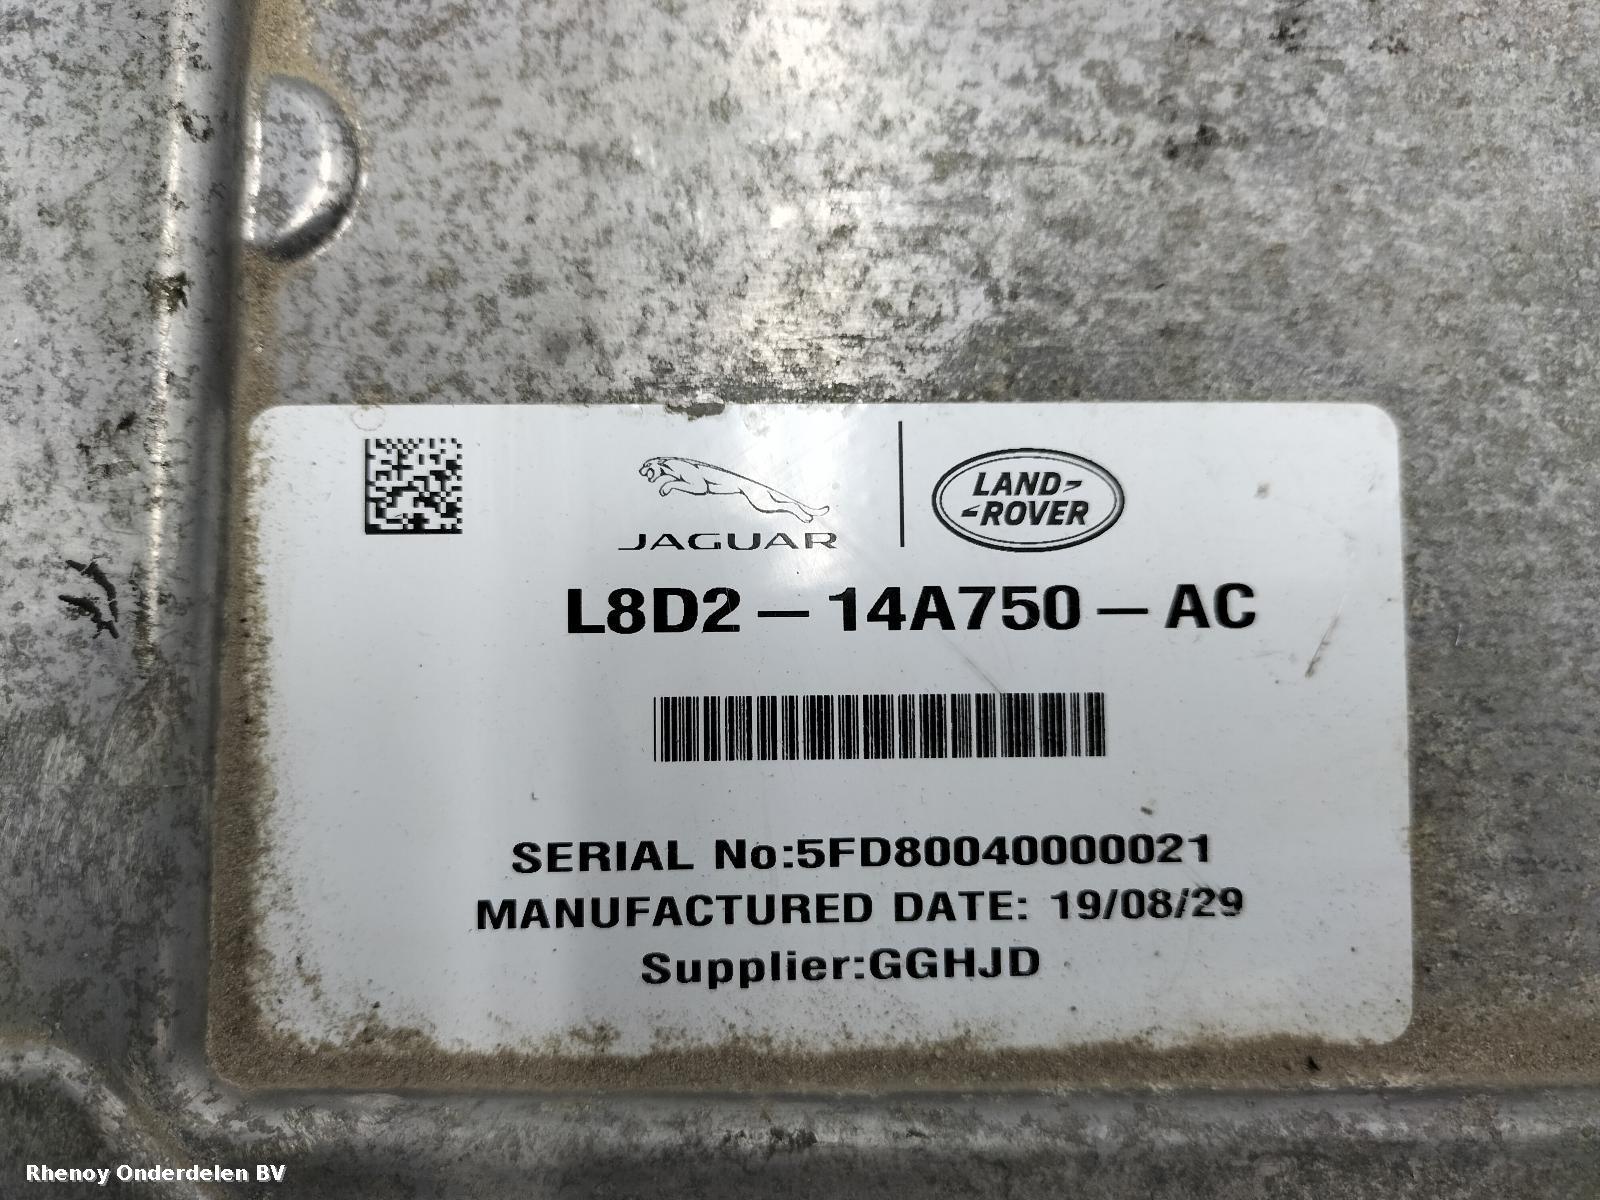 JAGUAR
LAND-
-ROVER
L8D2-14A750-AC
SERIAL No:5FD80040000021
MANUFACTURED DATE: 19/08/29
Supplier:GGHJD
Rhenoy Onderdelen BV